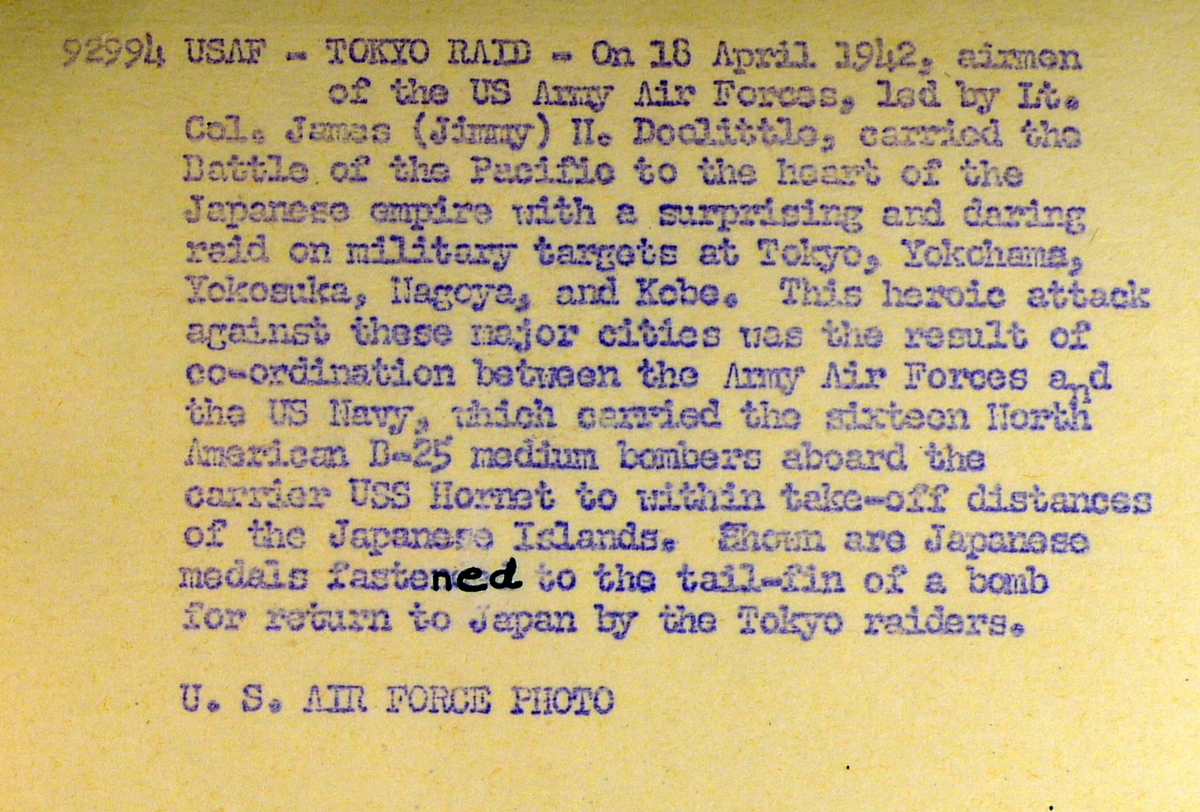 92994 USAF - TOKYO RAID - On 18 April 1942, airmen
of the US Army Air Forces, led by Lt.
Col. James (Jimmy) H. Doolittle, carried the
Battle of the Pacific to the heart of the
Japanese empire with a surprising and daring
raid on military targets at Tokyo, Yokohama,
Yokosuka, Nagoya, and Kobe. This heroic attack
against these major cities was the result of
co-ordination between the Army Air Forces and
the US Navy, which carried the sixteen North
American B-25 medium bombers aboard the
carrier USS Hornet to within take-off distances
of the Japanese Islands. Shown are Japanese
medals fastened to the tail-fin of a bomb
for return to Japan by the Tokyo raiders.
U. S. AIR FORCE PHOTO